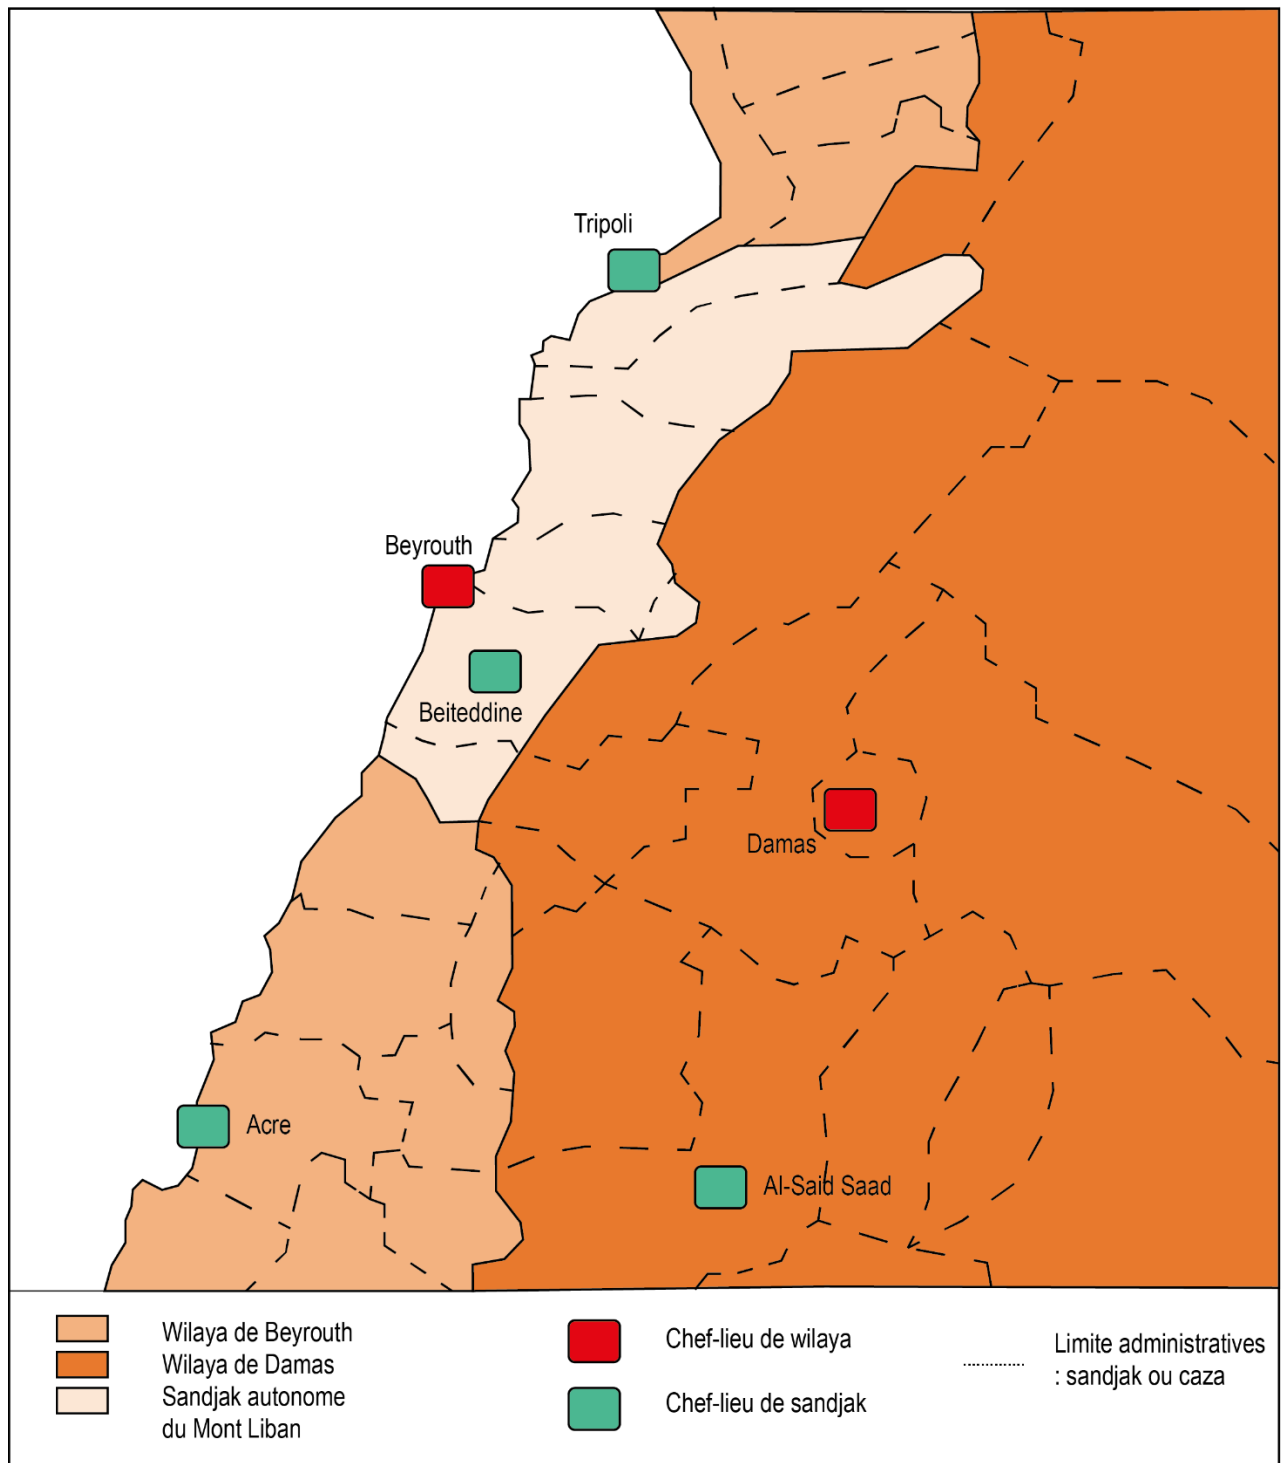 Tripoli
Beyrouth
Beiteddine
Damas
Acre
Al-Said Saad
Wilaya de Beyrouth
Wilaya de Damas
Sandjak autonome
du Mont Liban
Chef-lieu de wilaya
Chef-lieu de sandjak
Limite administratives
: sandjak ou caza